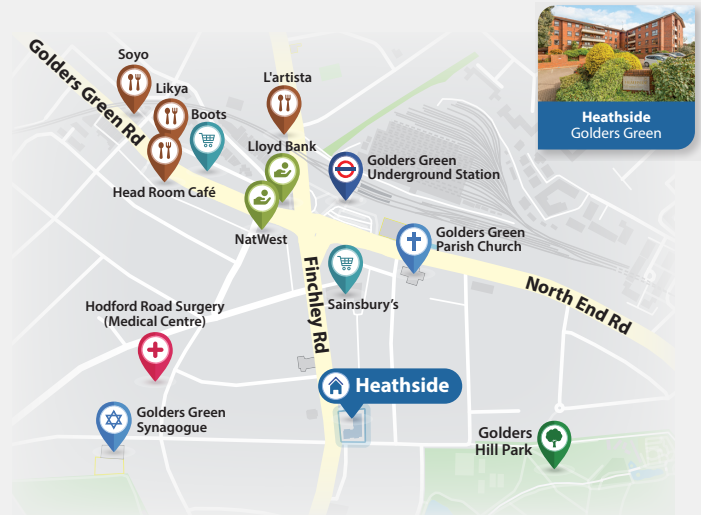 Golders Green Rd
Soyo
Likya
Boots
L'artista
Lloyd Bank
Head Room Café
NatWest
Golders Green
Underground Station
Golders Green
Parish Church
Heathside
Golders Green
Finchley Rd
Sainsbury's
North End Rd
Hodford Road Surgery
(Medical Centre)
Heathside
Golders Green
Synagogue
Golders
Hill Park